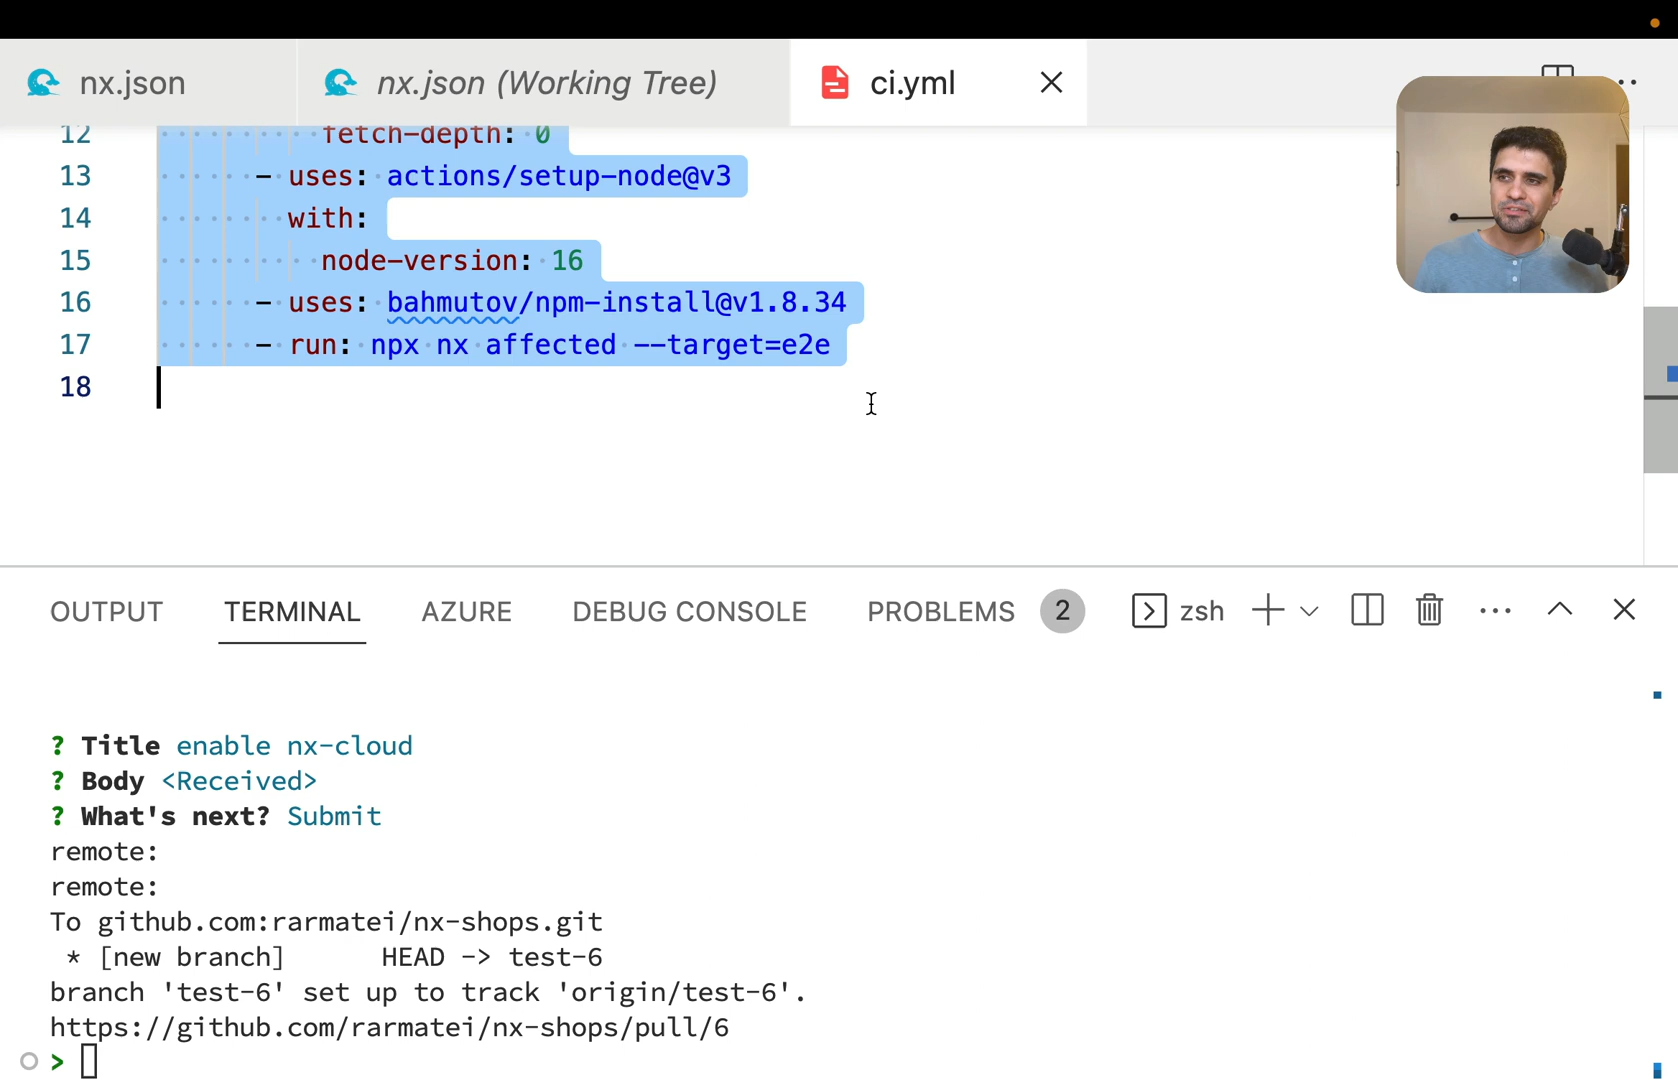 nx.json
nx.json (Working Tree)
ci.yml
12 fetch-depth: 0
13 - uses: actions/setup-node@v3
14 with:
15 node-version: 16
16 - uses: bahmutov/npm-install@v1.8.34
17 - run: npx nx affected --target=e2e
18
OUTPUT TERMINAL AZURE DEBUG CONSOLE PROBLEMS 2 zsh
? Title enable nx-cloud
? Body <Received>
? What's next? Submit
remote:
remote:
To github.com:rarmatei/nx-shops.git
* [new branch] HEAD -> test-6
branch 'test-6' set up to track 'origin/test-6'.
https://github.com/rarmatei/nx-shops/pull/6
>